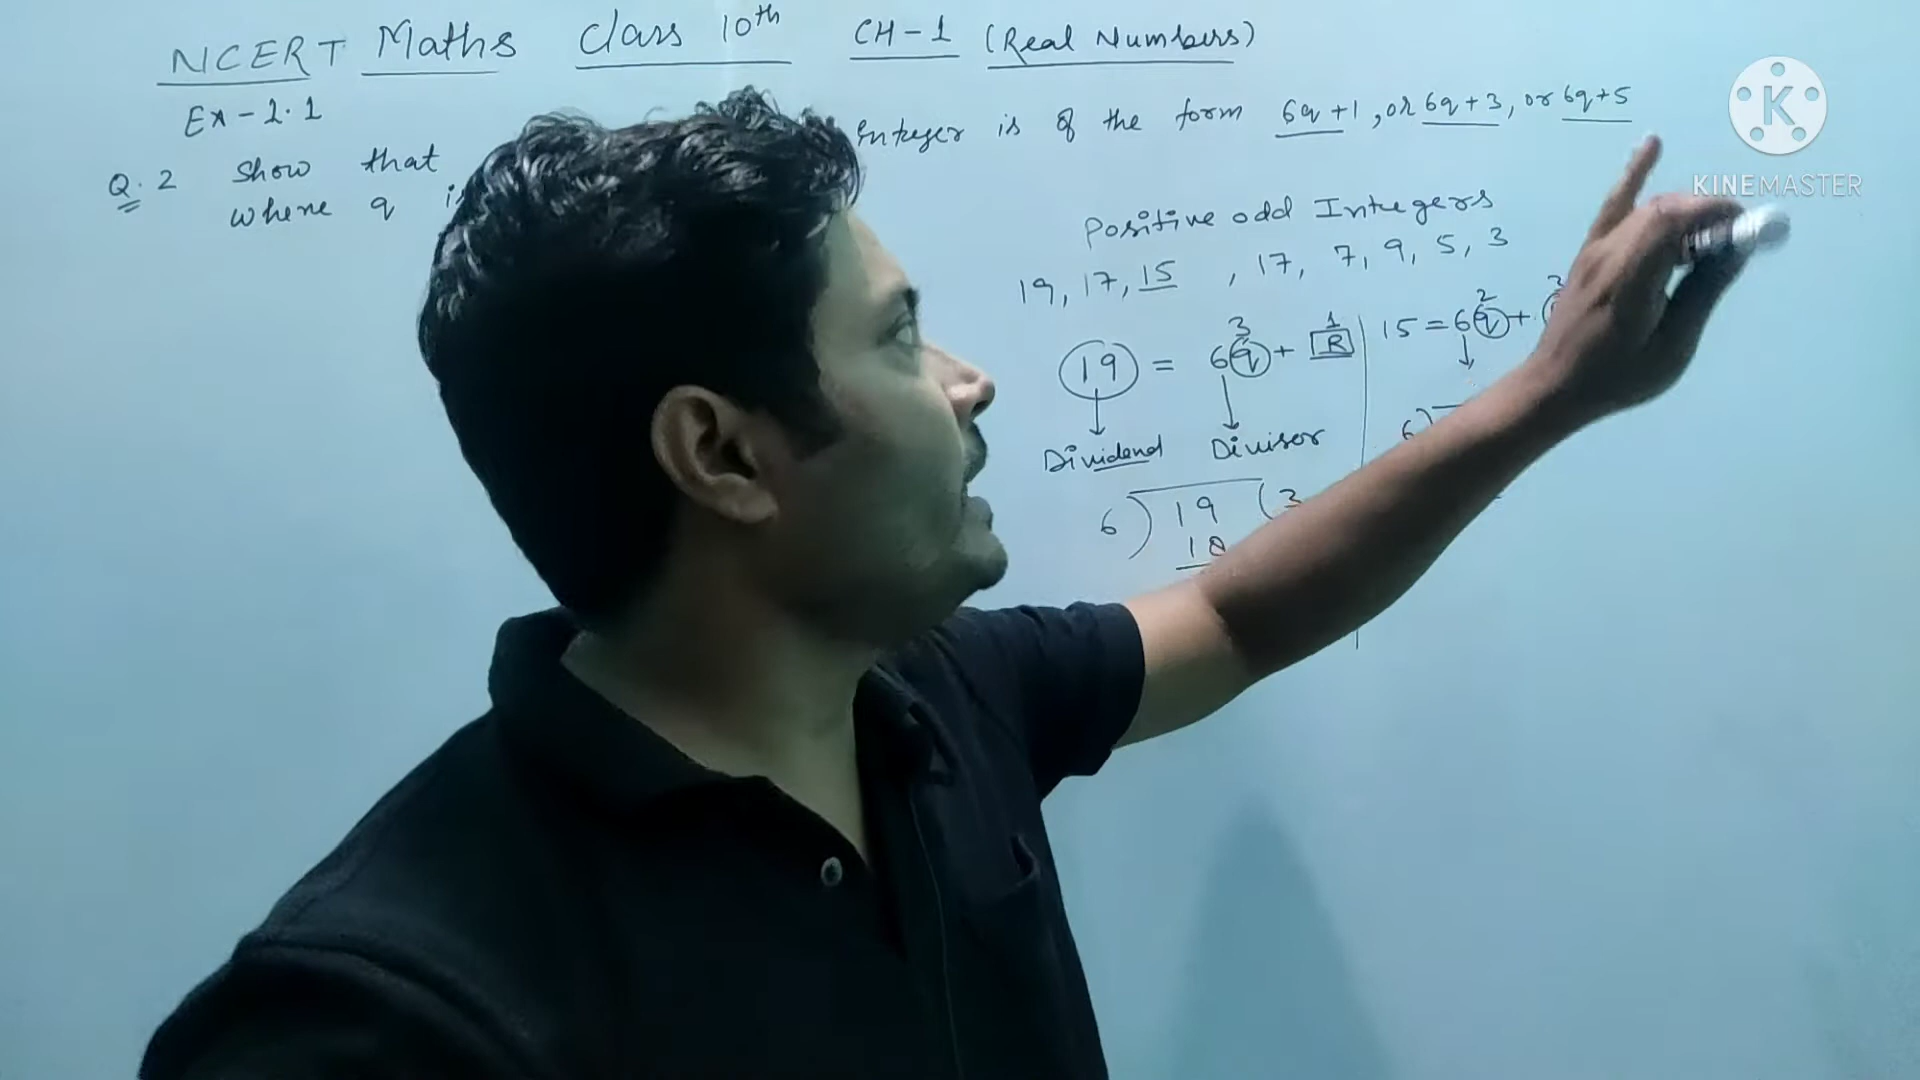 NCERT Maths Class 10th CH-1 (Real Numbers)
Ex-1.1
Q.2 Show that Integer is of the form 6q+1, or 6q+3, or 6q+5
where q
Positive odd Integers
19, 17, 15 , 17, 7, 9, 5, 3
3 1
19 = 6q + R
2
15 = 6q +
Dividend Divisor
6) 19 (3
18
6)
K
KINEMASTER